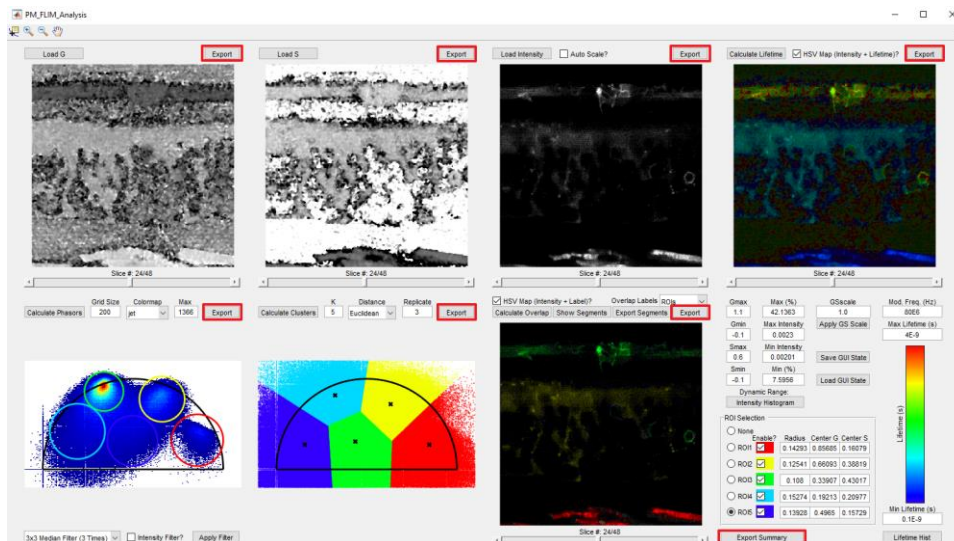 PM_FLIM_Analysis
Load G Export Load S Export Load Intensity Auto Scale? Export Calculate Lifetime HSV Map (Intensity + Lifetime)? Export
Slice #: 24/48 Slice #: 24/48 Slice #: 24/48 Slice #: 24/48
Grid Size Colormap Max K Distance Replicate HSV Map (Intensity + Label)? Overlap Labels ROIs
Calculate Phasors 200 jet 1366 Export Calculate Clusters 5 Euclidean 3 Export Calculate Overlap Show Segments Export Segments Export
Gmax Max (%) GSscale Mod. Freq. (Hz)
1.1 42.1363 1.0 80E6
Gmin Max Intensity Apply GS Scale Max Lifetime (s)
-0.1 0.0023 4E-9
Smax Min Intensity
0.6 0.00201 Save GUI State
Smin Min (%)
-0.1 7.5956 Load GUI State
Dynamic Range:
Intensity Histogram
ROI Selection
None
Enable? Radius Center G Center S
ROI1 0.14293 0.85685 0.16079
ROI2 0.12541 0.66093 0.38819
ROI3 0.108 0.33907 0.43017
ROI4 0.15274 0.19213 0.20977
ROI5 0.13928 0.4965 0.15729
Lifetime (s)
Min Lifetime (s)
0.1E-9
3x3 Median Filter (3 Times) Intensity Filter? Apply Filter Slice #: 24/48 Export Summary Lifetime Hist